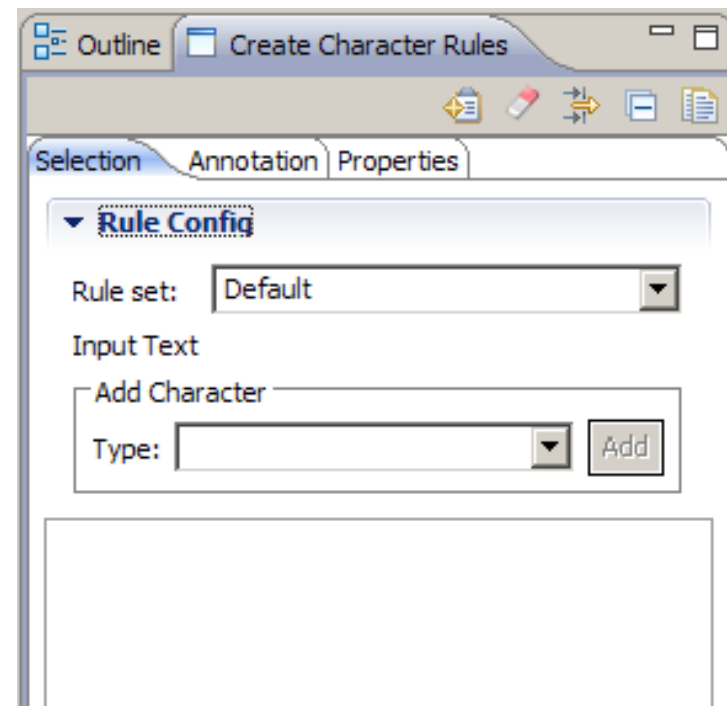 Outline Create Character Rules
Selection Annotation Properties
Rule Config
Rule set: Default
Input Text
Add Character
Type: Add